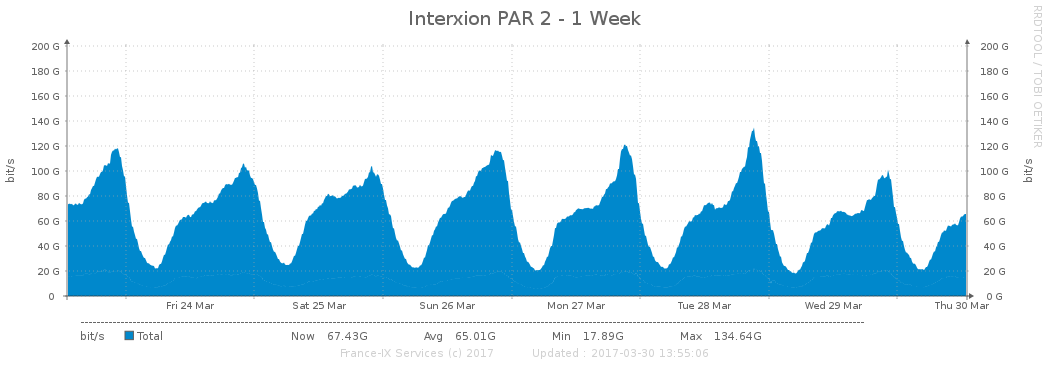 Interxion PAR 2 - 1 Week
RRDTOOL / TOBI OETIKER
bit/s
200 G
180 G
160 G
140 G
120 G
100 G
80 G
60 G
40 G
20 G
0
200 G
180 G
160 G
140 G
120 G
100 G
80 G
60 G
40 G
20 G
0 G
bit/s
Fri 24 Mar Sat 25 Mar Sun 26 Mar Mon 27 Mar Tue 28 Mar Wed 29 Mar Thu 30 Mar
bit/s Total Now 67.43G Avg 65.01G Min 17.89G Max 134.64G
France-IX Services (c) 2017 Updated : 2017-03-30 13:55:06